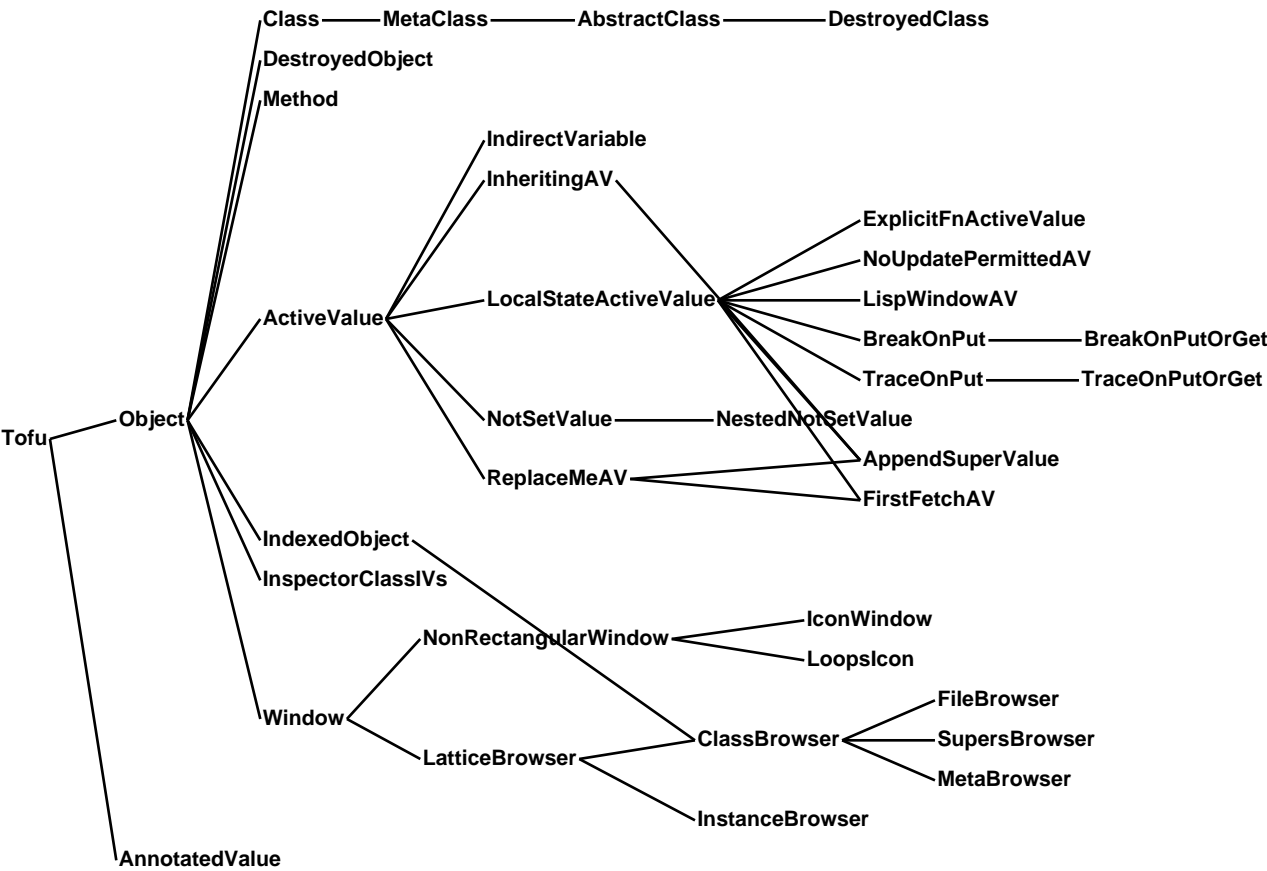 Class MetaClass AbstractClass DestroyedClass
DestroyedObject
Method
IndirectVariable
InheritingAV
ExplicitFnActiveValue
NoUpdatePermittedAV
LocalStateActiveValue LispWindowAV
ActiveValue
BreakOnPut BreakOnPutOrGet
TraceOnPut TraceOnPutOrGet
Object NotSetValue NestedNotSetValue
Tofu
AppendSuperValue
ReplaceMeAV
FirstFetchAV
IndexedObject
InspectorClassIVs
IconWindow
NonRectangularWindow
LoopsIcon
FileBrowser
Window
ClassBrowser SupersBrowser
LatticeBrowser
MetaBrowser
InstanceBrowser
AnnotatedValue